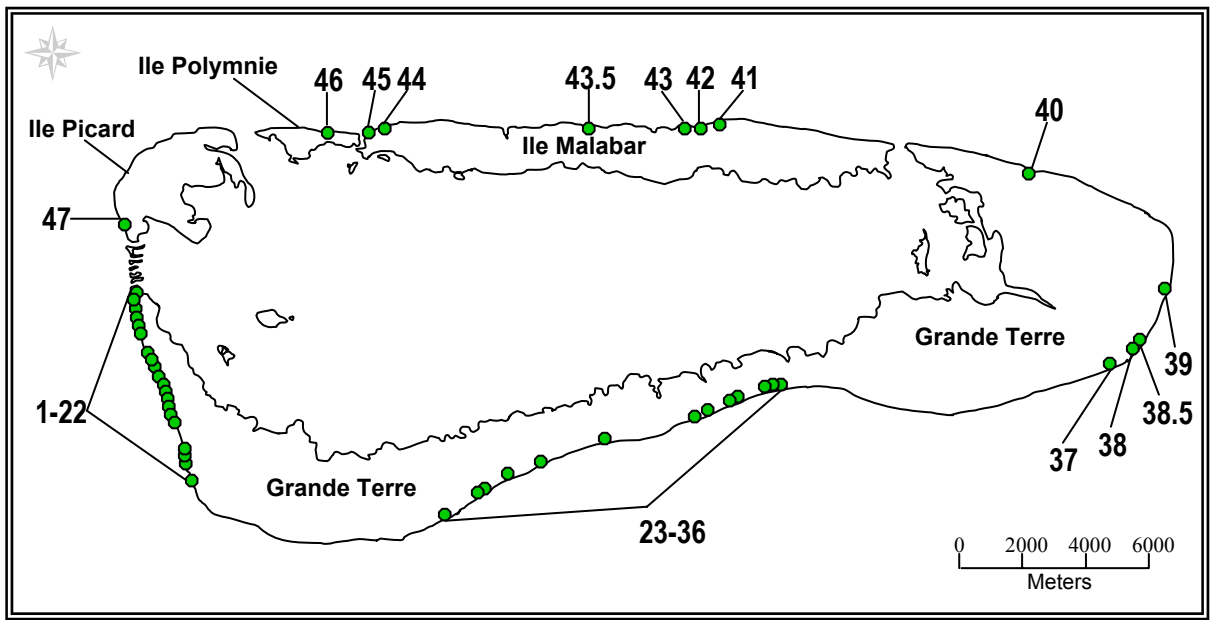 Ile Polymnie
46
45
44
43.5
43
42
41
40
Ile Picard
Ile Malabar
47
Grande Terre
39
1-22
38.5
38
37
Grande Terre
23-36
0 2000 4000 6000
Meters